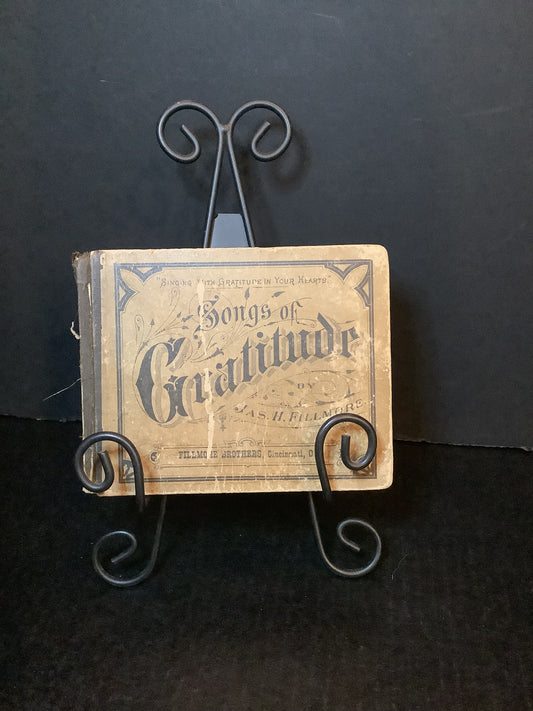 "SINGING WITH GRATITUDE IN YOUR HEARTS."
Songs of
Gratitude
BY
JAS. H. FILLMORE
FILLMORE BROTHERS, Cincinnati, O